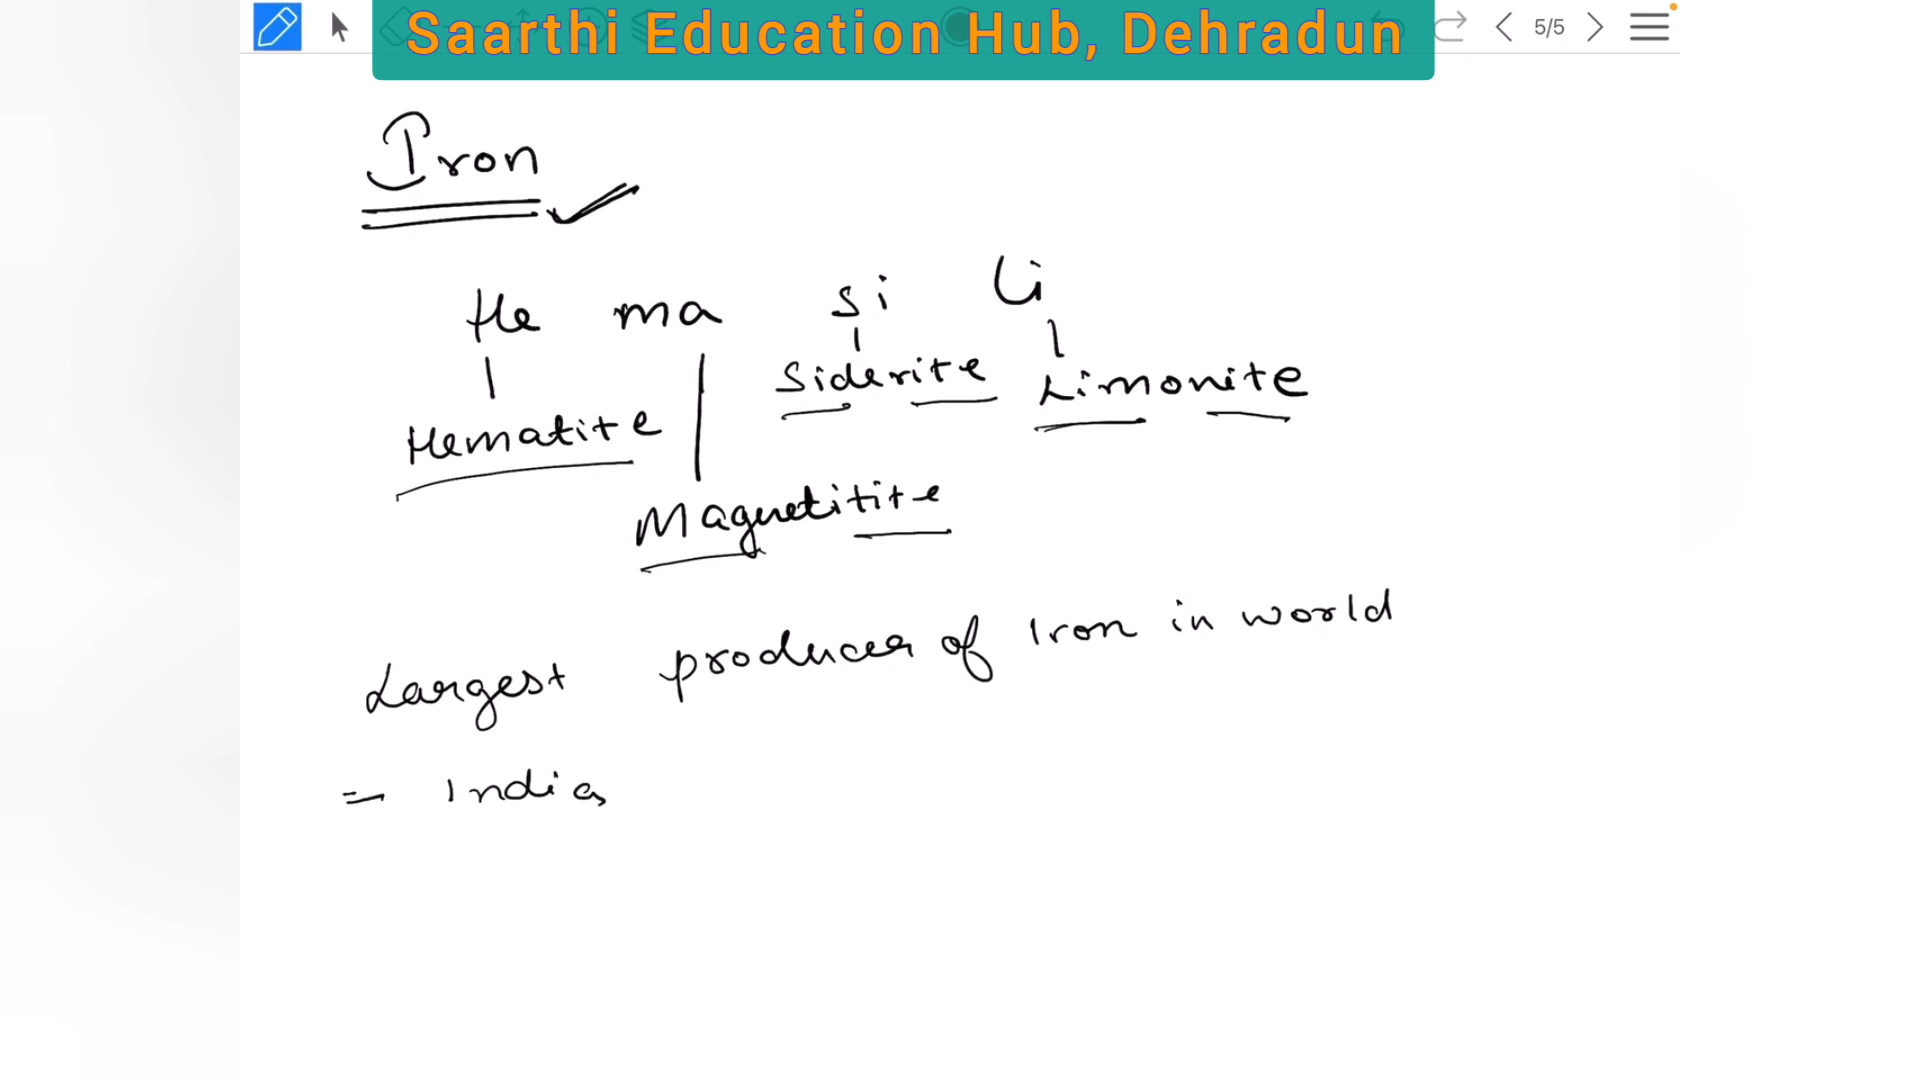 Saarthi Education Hub, Dehradun
5/5
Iron
He ma si Li
Siderite Limonite
Hematite
Magnetitite
Largest producer of Iron in world
= India